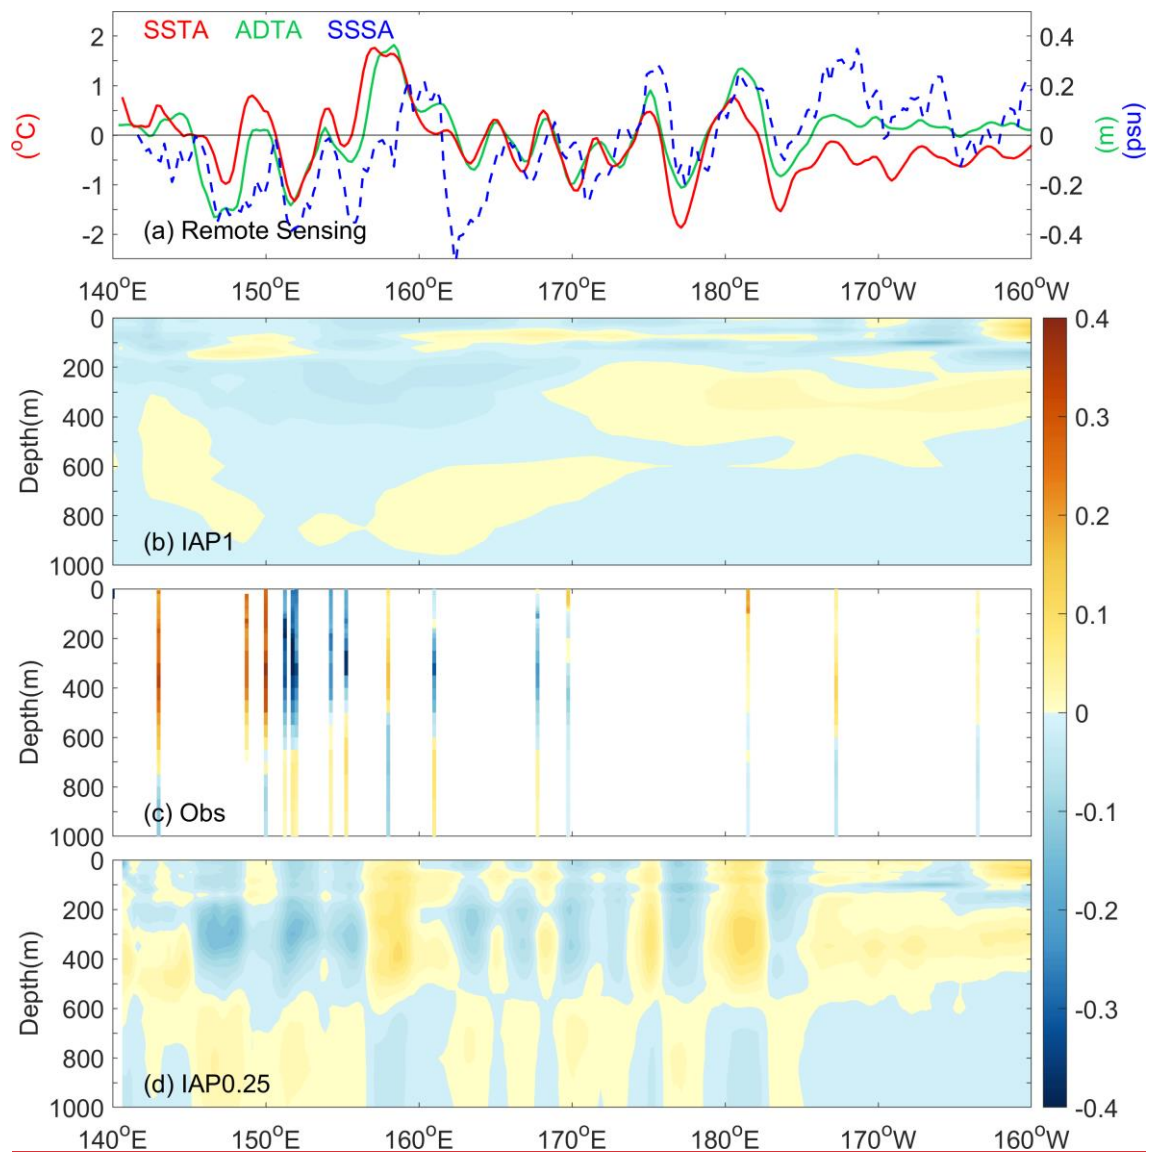 SSTA ADTA SSSA
2 0.4
1 0.2
0 0
-1 -0.2
-2 -0.4
(°C)
(m)
(psu)
(a) Remote Sensing
140°E 150°E 160°E 170°E 180°E 170°W 160°W
0
200
400
600
800
1000
Depth(m)
(b) IAP1
0
200
400
600
800
1000
Depth(m)
(c) Obs
0
200
400
600
800
1000
Depth(m)
(d) IAP0.25
140°E 150°E 160°E 170°E 180°E 170°W 160°W
0.4
0.3
0.2
0.1
0
-0.1
-0.2
-0.3
-0.4